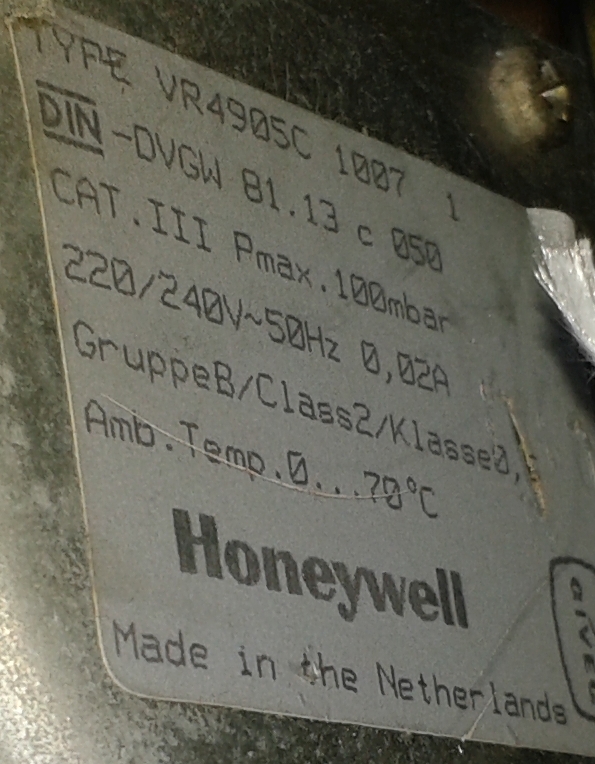 TYPE VR4905C 1007 1
DIN-DVGW 81.13 c 050
CAT.III Pmax.100mbar
220/240V~50Hz 0,02A
GruppeB/Class2/Klasse0,
Amb.Temp.0...70°C
Honeywell
Made in the Netherlands